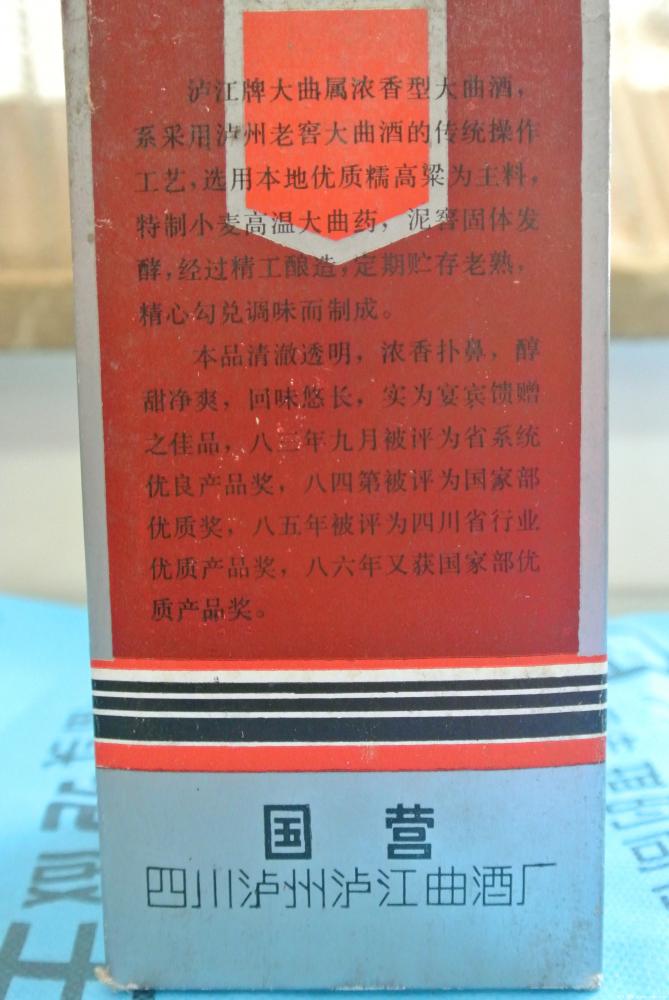 泸江牌大曲属浓香型大曲酒，
系采用泸州老窖大曲酒的传统操作
工艺，选用本地优质糯高粱为主料，
特制小麦高温大曲药，泥窖固体发
酵，经过精工酿造，定期贮存老熟，
精心勾兑调味而制成。
本品清澈透明，浓香扑鼻，醇
甜净爽，回味悠长，实为宴宾馈赠
之佳品，八三年九月被评为省系统
优良产品奖，八四第被评为国家部
优质奖，八五年被评为四川省行业
优质产品奖，八六年又获国家部优
质产品奖。
国营
四川泸州泸江曲酒厂